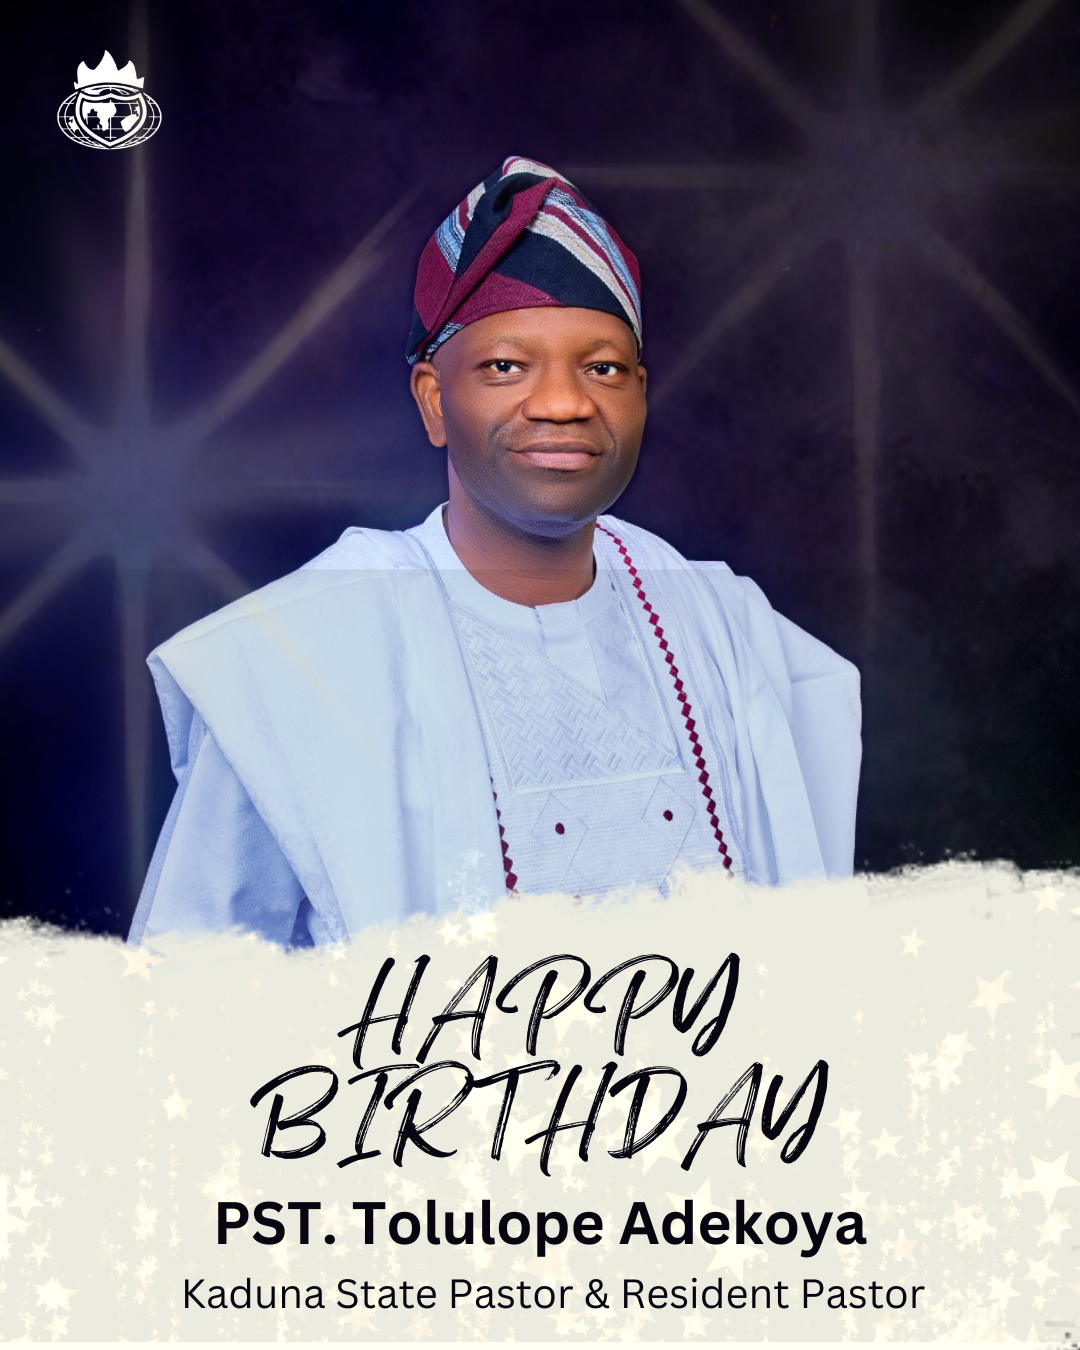 HAPPY
BIRTHDAY
PST. Tolulope Adekoya
Kaduna State Pastor & Resident Pastor